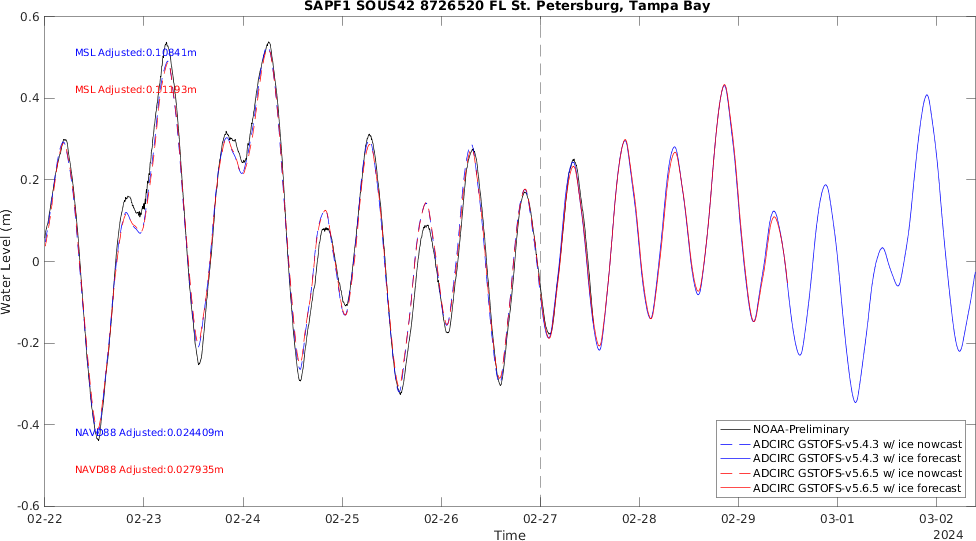 SAPF1 SOUS42 8726520 FL St. Petersburg, Tampa Bay
0.6
MSL Adjusted:0.10841m
MSL Adjusted:0.11193m
0.4
0.2
Water Level (m)
0
-0.2
-0.4
NAVD88 Adjusted:0.024409m
NAVD88 Adjusted:0.027935m
NOAA-Preliminary
ADCIRC GSTOFS-v5.4.3 w/ ice nowcast
ADCIRC GSTOFS-v5.4.3 w/ ice forecast
ADCIRC GSTOFS-v5.6.5 w/ ice nowcast
ADCIRC GSTOFS-v5.6.5 w/ ice forecast
-0.6
02-22 02-23 02-24 02-25 02-26 02-27 02-28 02-29 03-01 03-02
Time 2024